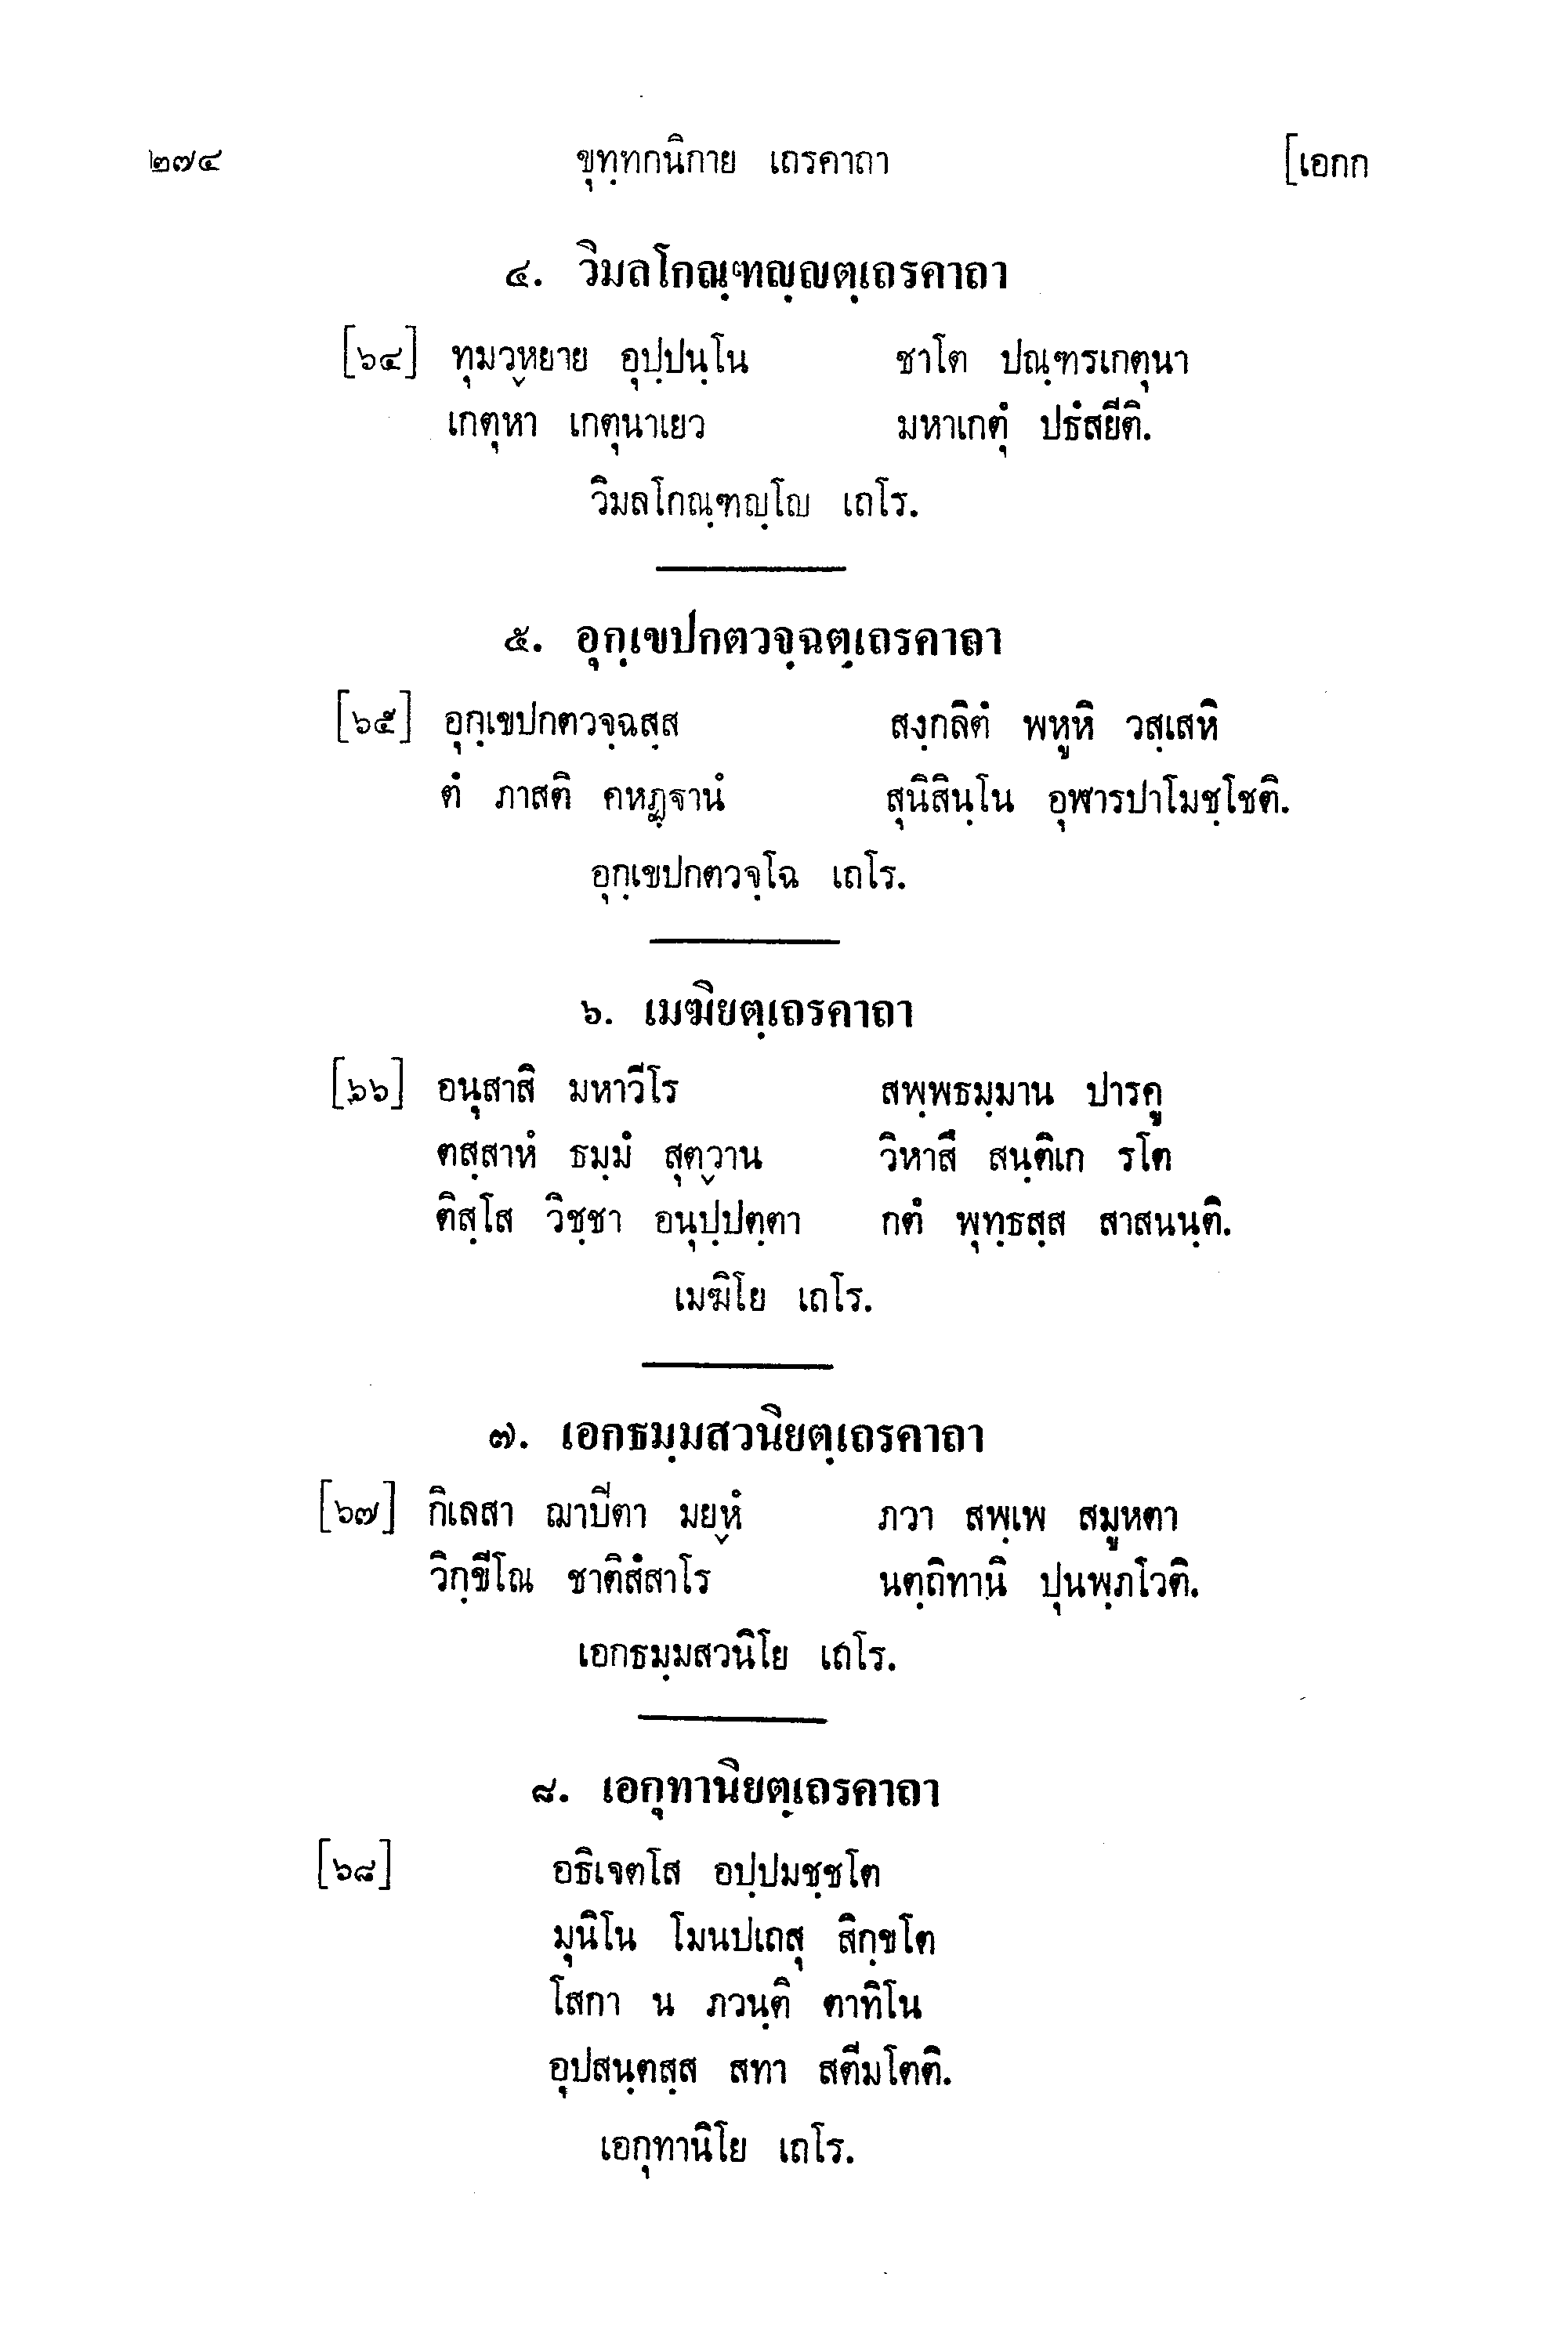 ๒๗๔ ขุทฺทกนิกาย เถรคาถา [เอกก
๔. วิมลโกณฺฑญฺญตฺเถรคาถา
[๖๔] ทุมวฺหยาย อุปฺปนฺโน ชาโต ปณฺฑรเกตุนา
เกตุหา เกตุนาเยว มหาเกตุํ ปธํสยีติ.
วิมลโกณฺฑญฺโญ เถโร.
๕. อุกฺเขปกตวจฺฉตฺเถรคาถา
[๖๕] อุกฺเขปกตวจฺฉสฺส สงฺกลิตํ พหูหิ วสฺเสหิ
ตํ ภาสติ คหฏฺฐานํ สุนิสินฺโน อุฬารปาโมชฺโชติ.
อุกฺเขปกตวจฺโฉ เถโร.
๖. เมฆิยตฺเถรคาถา
[๖๖] อนุสาสิ มหาวีโร สพฺพธมฺมาน ปารคู
ตสฺสาหํ ธมฺมํ สุตฺวาน วิหาสึ สนฺติเก รโต
ติสฺโส วิชฺชา อนุปฺปตฺตา กตํ พุทฺธสฺส สาสนนฺติ.
เมฆิโย เถโร.
๗. เอกธมฺมสวนิยตฺเถรคาถา
[๖๗] กิเลสา ฌาปีตา มยฺหํ ภวา สพฺเพ สมูหตา
วิกฺขีโณ ชาติสํสาโร นตฺถิทานิ ปุนพฺภโวติ.
เอกธมฺมสวนิโย เถโร.
๘. เอกุทานิยตฺเถรคาถา
[๖๘] อธิเจตโส อปฺปมชฺชโต
มุนิโน โมนปเถสุ สิกฺขโต
โสกา น ภวนฺติ ตาทิโน
อุปสนฺตสฺส สทา สตีมโตติ.
เอกุทานิโย เถโร.